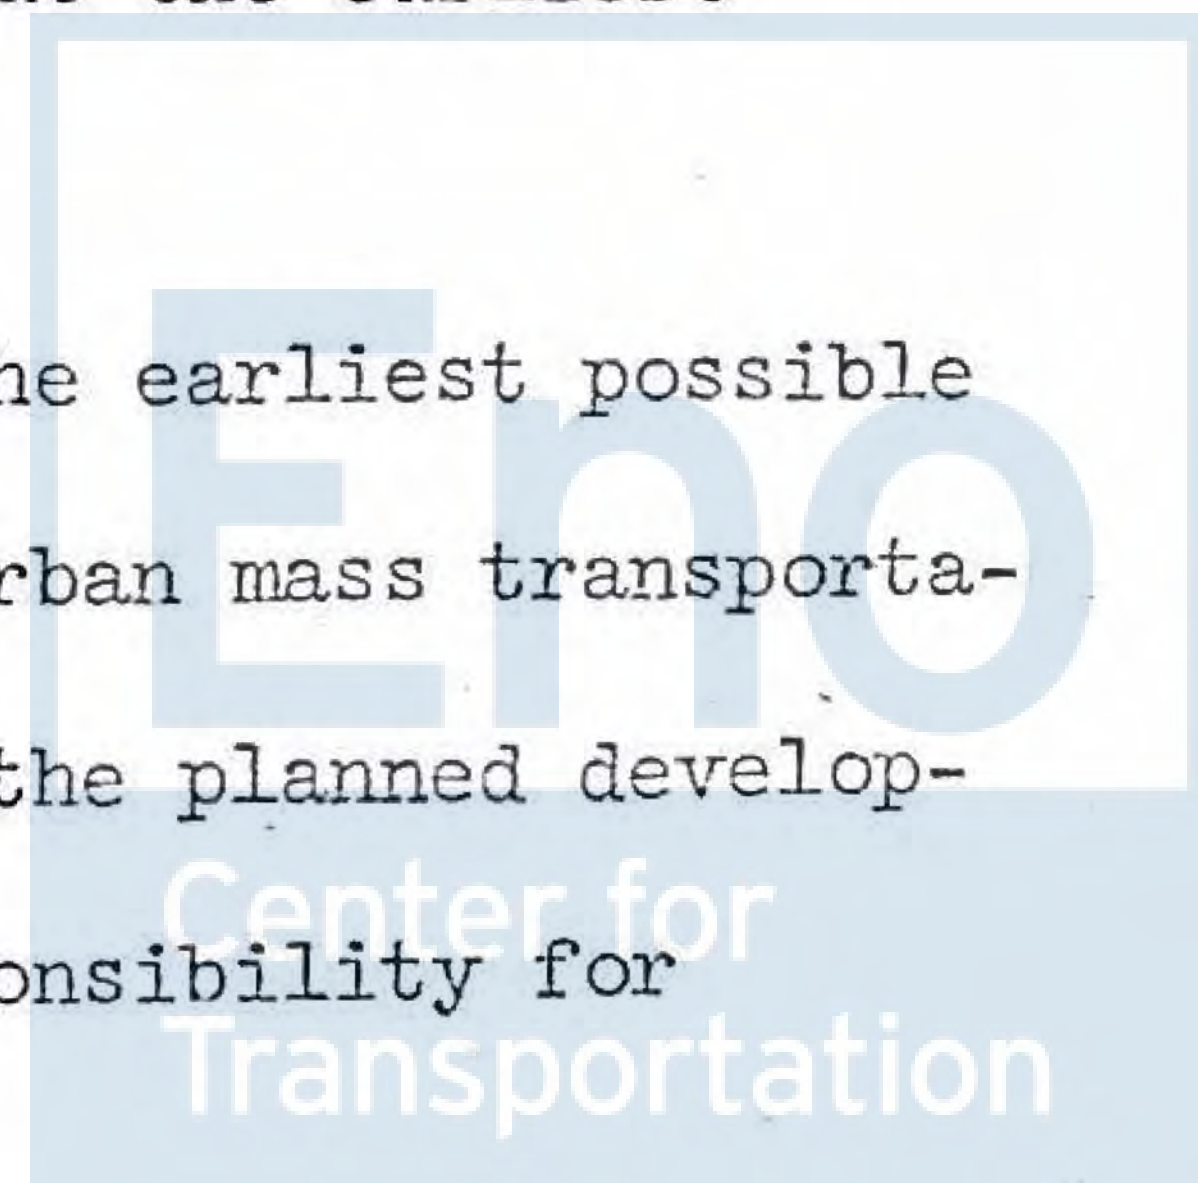 he earliest possible
rban mass transporta-
the planned develop-
onsibility for
Eno
Center for
Transportation